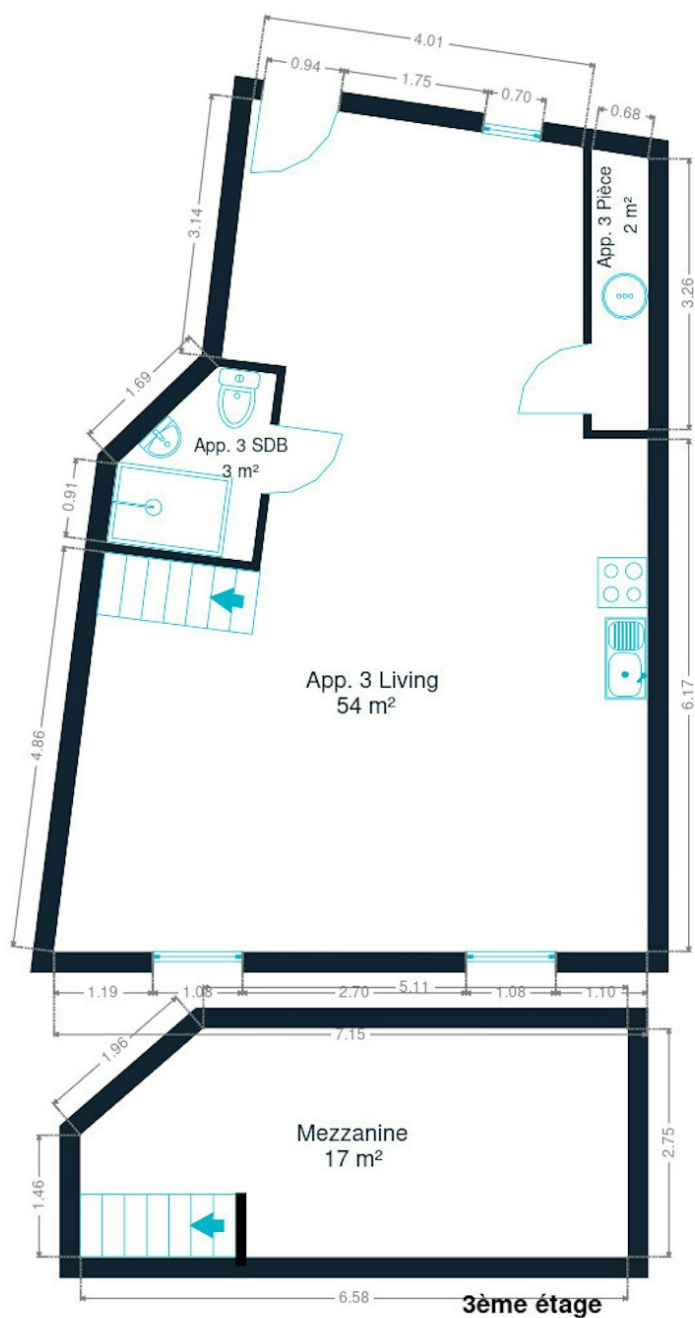 4.01
0.94
1.75
0.70
0.68
3.14
App. 3 Pièce
2 m²
3.26
1.69
App. 3 SDB
3 m²
0.91
App. 3 Living
54 m²
4.86
6.17
1.19
1.08
2.70
5.11
1.08
1.10
7.15
1.96
Mezzanine
17 m²
2.75
1.46
6.58
3ème étage